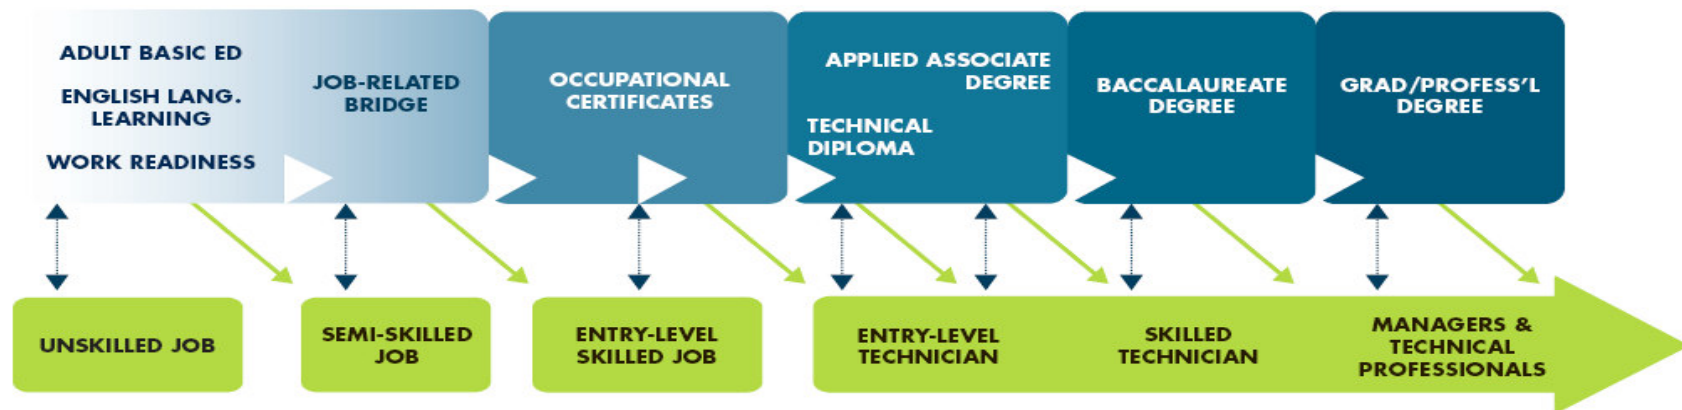 ADULT BASIC ED
ENGLISH LANG.
LEARNING
WORK READINESS
JOB-RELATED
BRIDGE
OCCUPATIONAL
CERTIFICATES
APPLIED ASSOCIATE
DEGREE
TECHNICAL
DIPLOMA
BACCALAUREATE
DEGREE
GRAD/PROFESS'L
DEGREE
UNSKILLED JOB
SEMI-SKILLED
JOB
ENTRY-LEVEL
SKILLED JOB
ENTRY-LEVEL
TECHNICIAN
SKILLED
TECHNICIAN
MANAGERS &
TECHNICAL
PROFESSIONALS